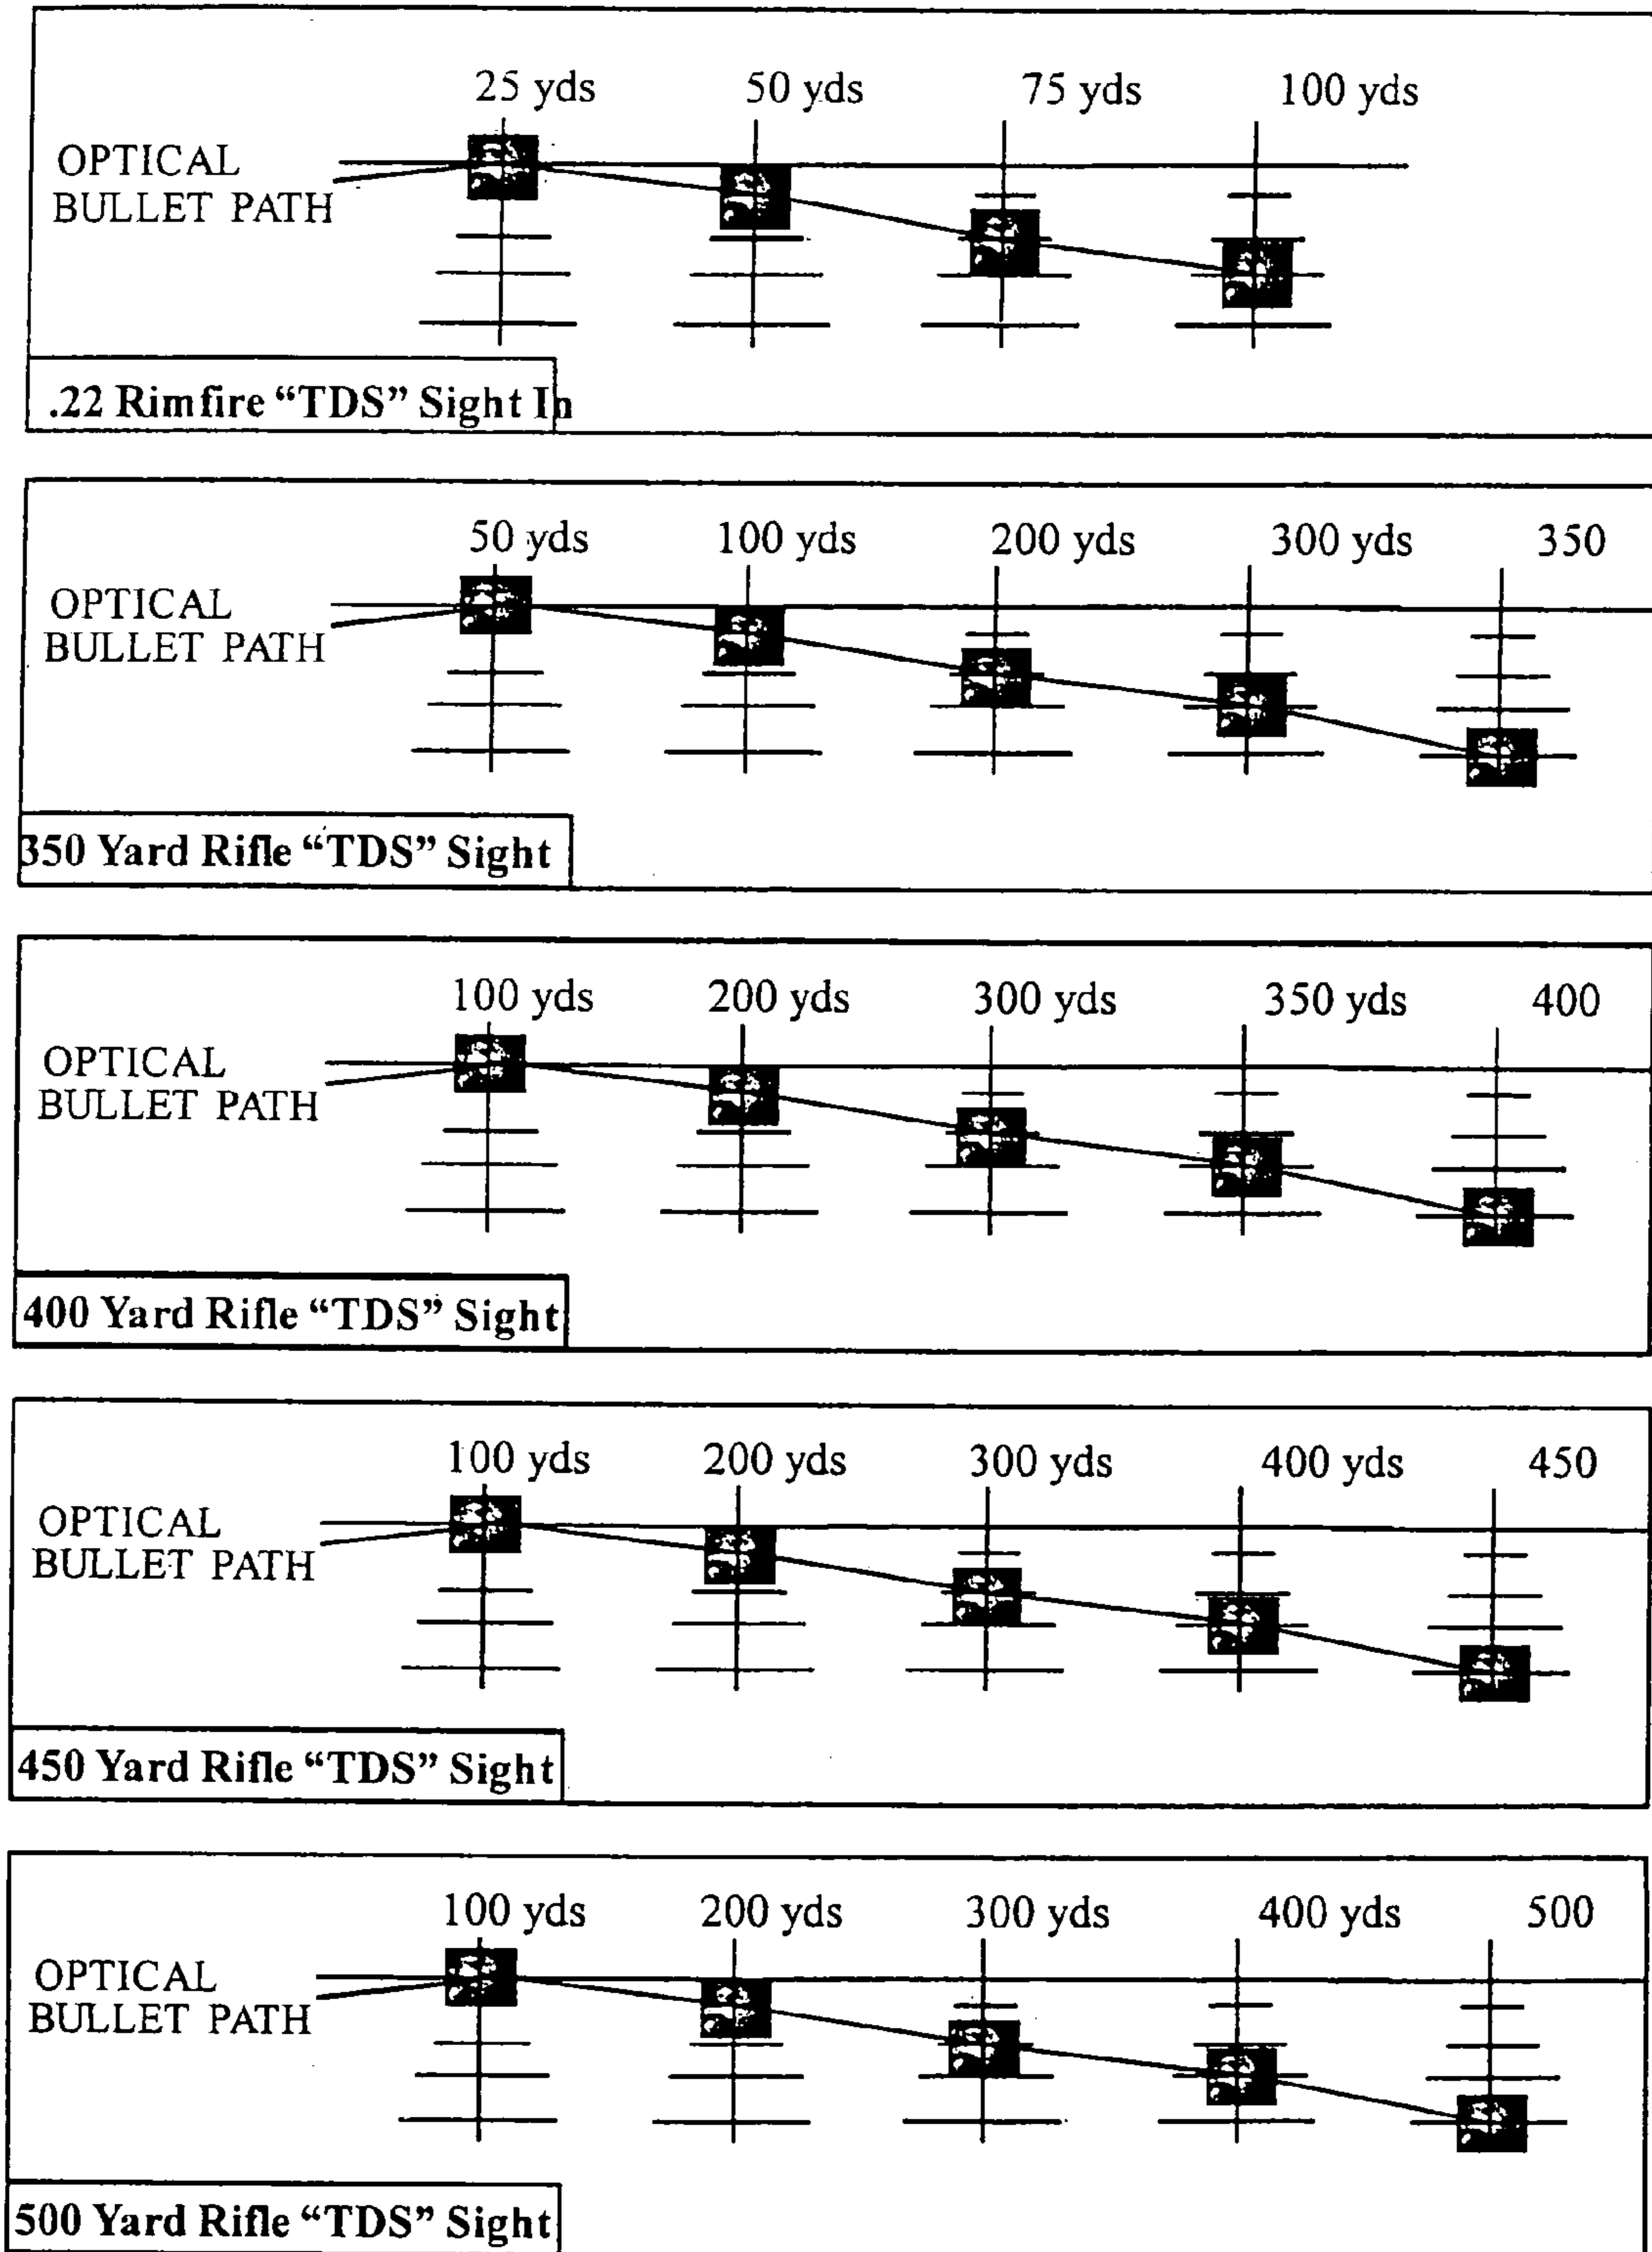 25 yds 50 yds 75 yds 100 yds
OPTICAL
BULLET PATH
.22 Rimfire “TDS” Sight In
50 yds 100 yds 200 yds 300 yds 350
OPTICAL
BULLET PATH
350 Yard Rifle “TDS” Sight
100 yds 200 yds 300 yds 350 yds 400
OPTICAL
BULLET PATH
400 Yard Rifle “TDS” Sight
100 yds 200 yds 300 yds 400 yds 450
OPTICAL
BULLET PATH
450 Yard Rifle “TDS” Sight
100 yds 200 yds 300 yds 400 yds 500
OPTICAL
BULLET PATH
500 Yard Rifle “TDS” Sight